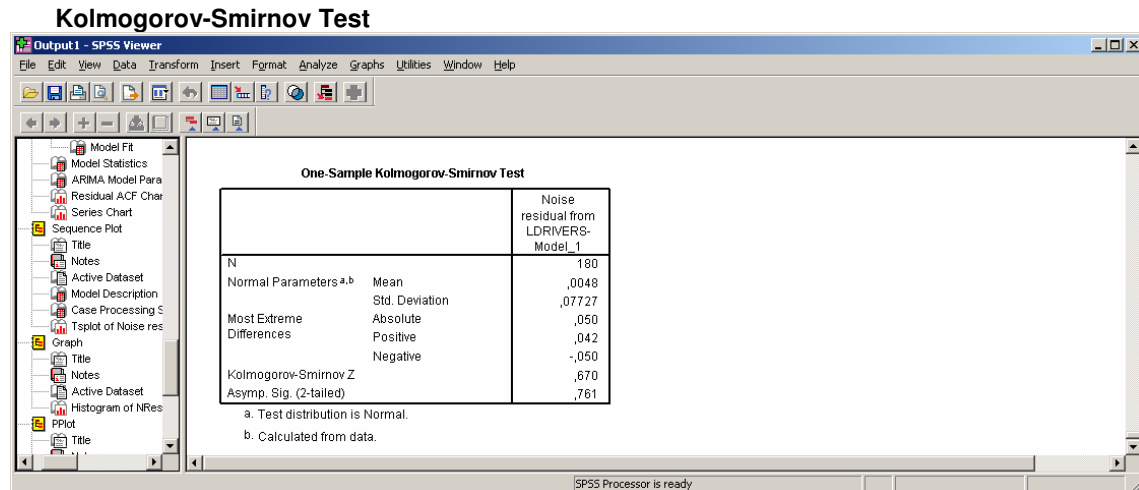 Kolmogorov-Smirnov Test
Output1 - SPSS Viewer
File Edit View Data Transform Insert Format Analyze Graphs Utilities Window Help
Model Fit
Model Statistics
ARIMA Model Para
Residual ACF Char
Series Chart
Sequence Plot
Title
Notes
Active Dataset
Model Description
Case Processing S
Tsplot of Noise res
Graph
Title
Notes
Active Dataset
Histogram of NRes
PPlot
Title
One-Sample Kolmogorov-Smirnov Test
Noise
residual from
LDRIVERS-
Model_1
N 180
Normal Parameters a,b Mean ,0048
Std. Deviation ,07727
Most Extreme Differences Absolute ,050
Positive ,042
Negative -,050
Kolmogorov-Smirnov Z ,670
Asymp. Sig. (2-tailed) ,761
a. Test distribution is Normal.
b. Calculated from data.
SPSS Processor is ready